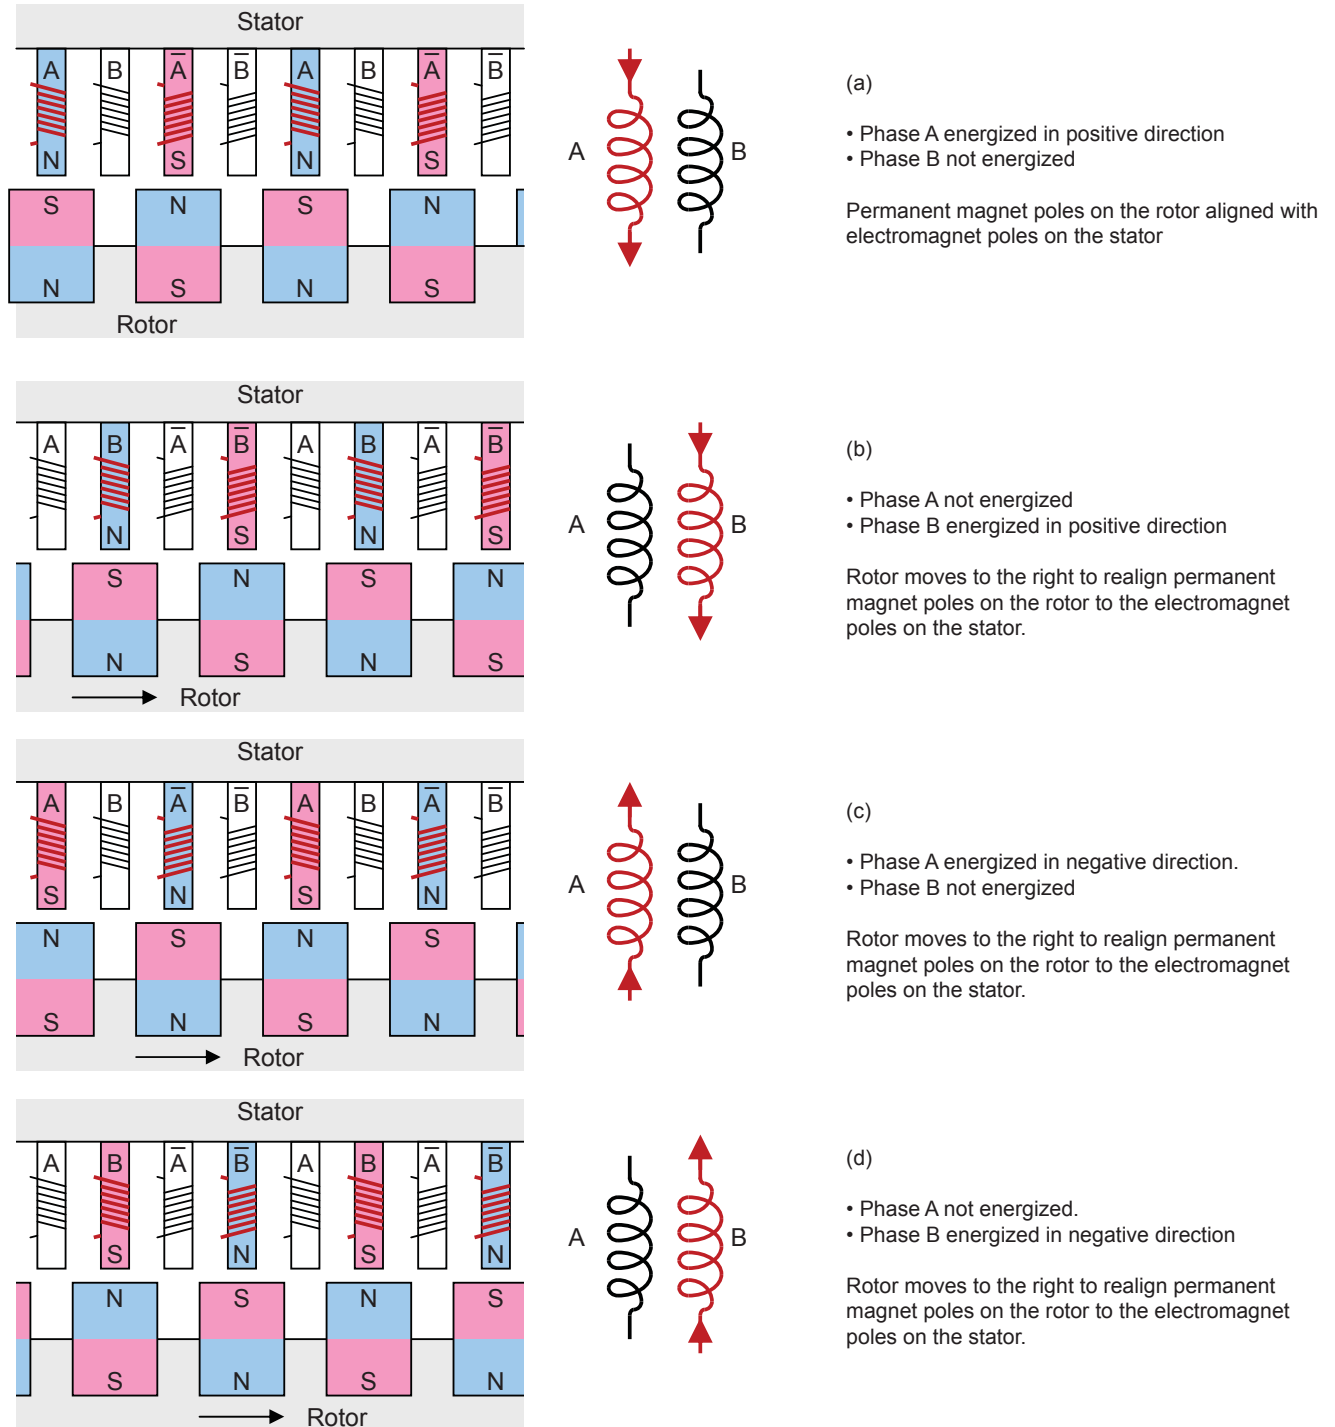 Stator
A B A̅ B̅ A B A̅ B̅
N S N S
S N S N
N S N S
Rotor
A B
(a)
• Phase A energized in positive direction
• Phase B not energized
Permanent magnet poles on the rotor aligned with
electromagnet poles on the stator
Stator
A B A̅ B̅ A B A̅ B̅
N S N S
S N S N
N S N S
Rotor
A B
(b)
• Phase A not energized
• Phase B energized in positive direction
Rotor moves to the right to realign permanent
magnet poles on the rotor to the electromagnet
poles on the stator.
Stator
A B A̅ B̅ A B A̅ B̅
S N S N
N S N S
S N S N
Rotor
A B
(c)
• Phase A energized in negative direction.
• Phase B not energized
Rotor moves to the right to realign permanent
magnet poles on the rotor to the electromagnet
poles on the stator.
Stator
A B A̅ B̅ A B A̅ B̅
S N S N
N S N S
S N S N
Rotor
A B
(d)
• Phase A not energized.
• Phase B energized in negative direction
Rotor moves to the right to realign permanent
magnet poles on the rotor to the electromagnet
poles on the stator.